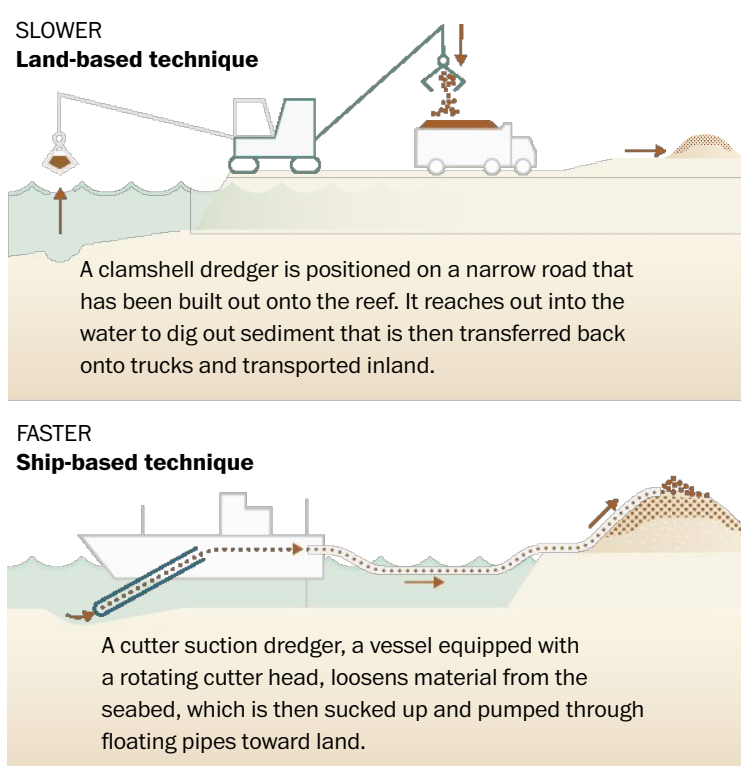 SLOWER
Land-based technique
A clamshell dredger is positioned on a narrow road that
has been built out onto the reef. It reaches out into the
water to dig out sediment that is then transferred back
onto trucks and transported inland.
FASTER
Ship-based technique
A cutter suction dredger, a vessel equipped with
a rotating cutter head, loosens material from the
seabed, which is then sucked up and pumped through
floating pipes toward land.